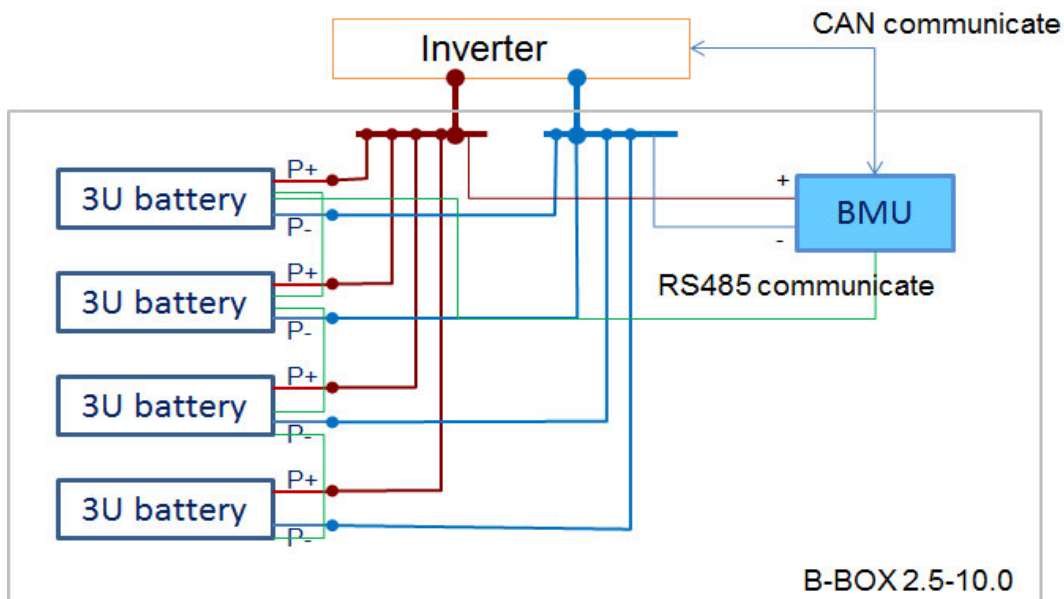 CAN communicate
Inverter
P+
3U battery
P-
+
BMU
-
P+
3U battery
P-
RS485 communicate
P+
3U battery
P-
P+
3U battery
P-
B-BOX 2.5-10.0